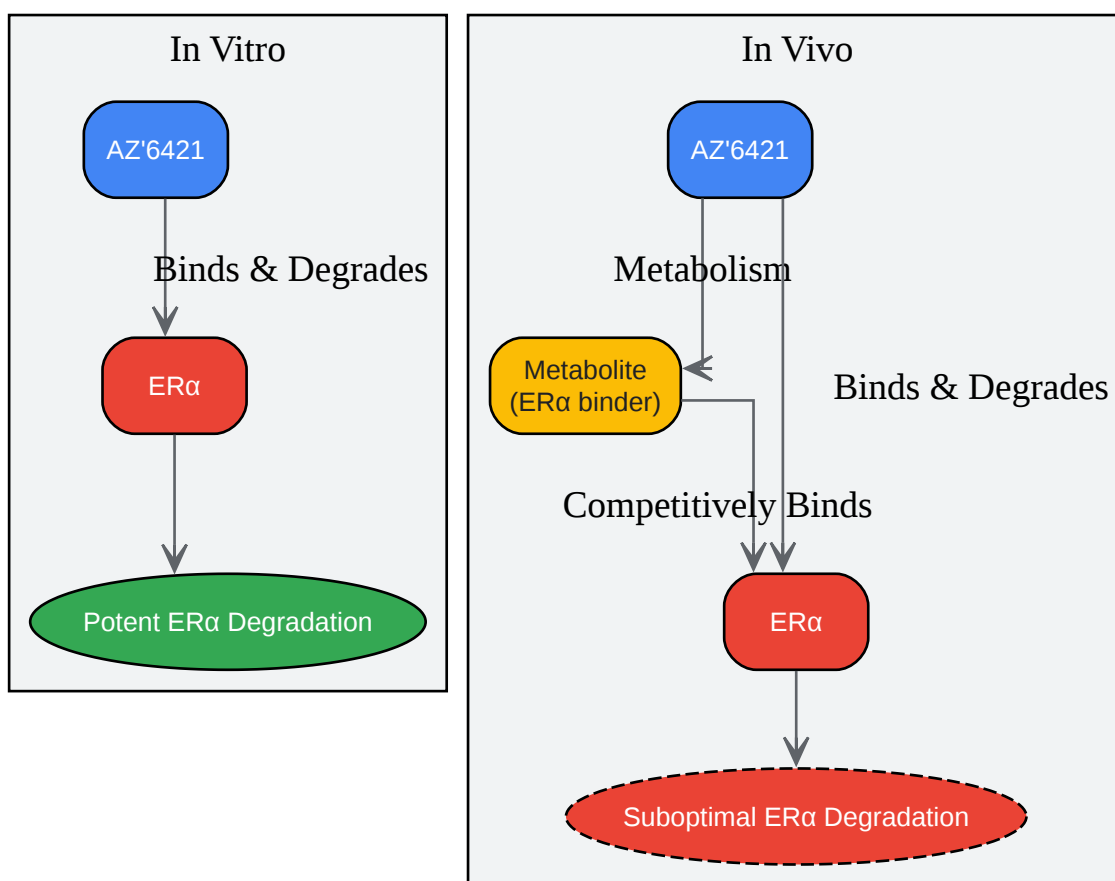 In Vitro
AZ'6421
Binds & Degrades
ERα
Potent ERα Degradation
In Vivo
AZ'6421
Metabolism
Metabolite
(ERα binder)
Binds & Degrades
Competitively Binds
ERα
Suboptimal ERα Degradation